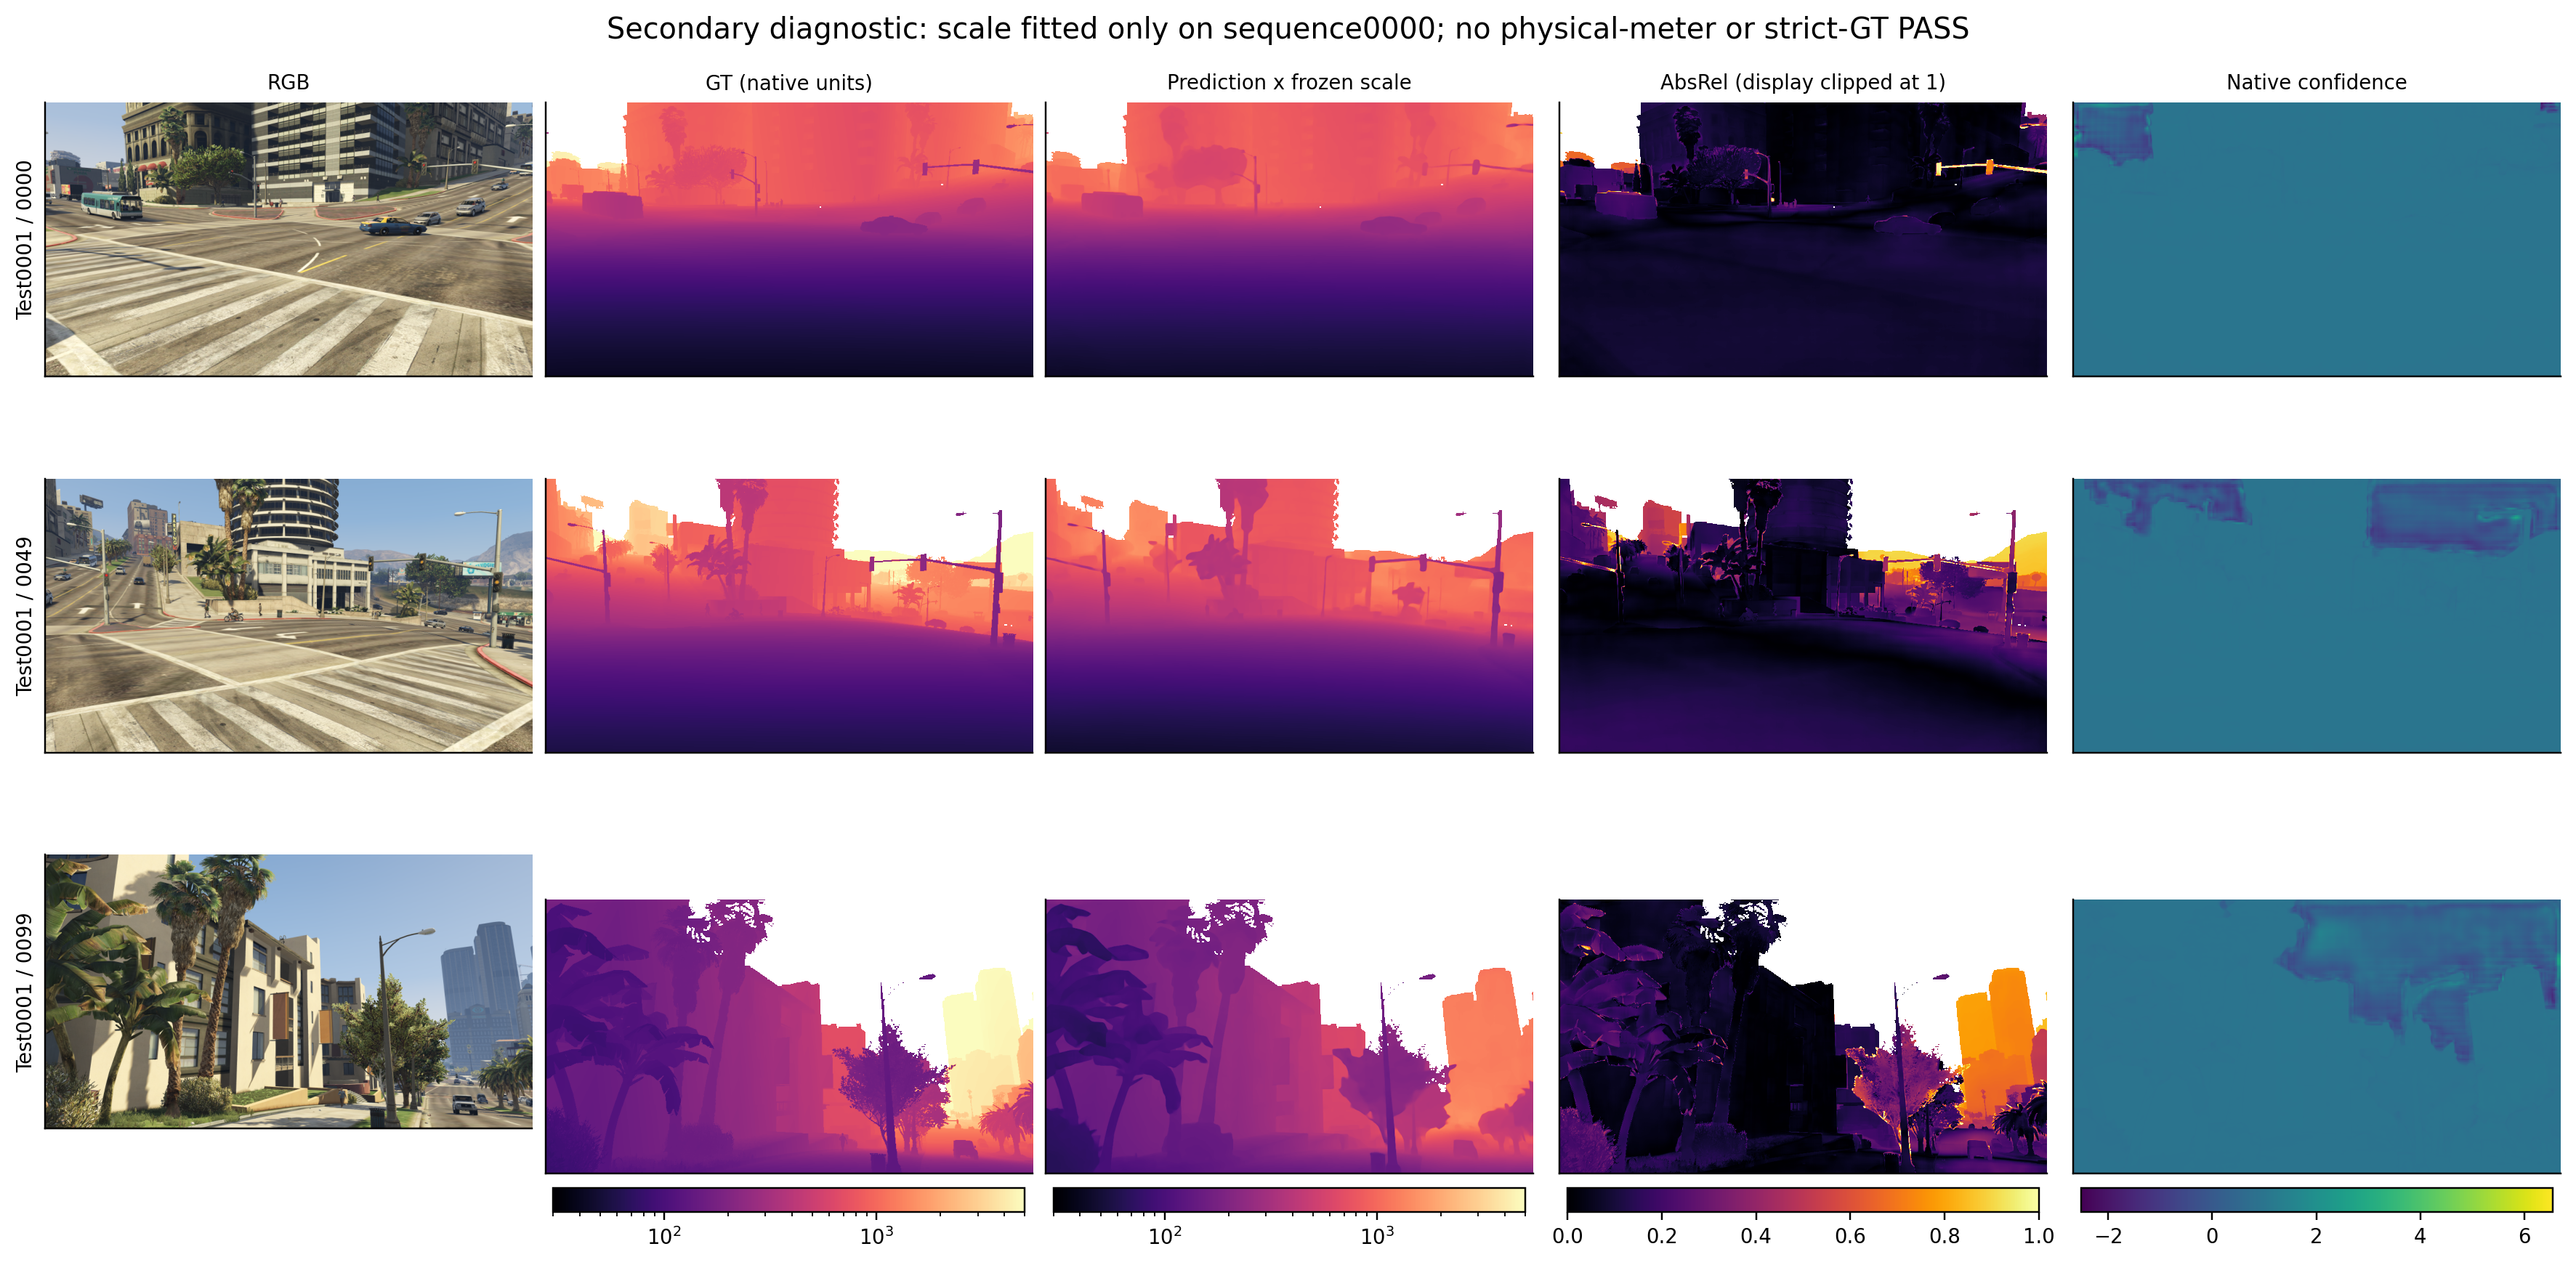 Secondary diagnostic: scale fitted only on sequence0000; no physical-meter or strict-GT PASS
RGB
GT (native units)
Prediction x frozen scale
AbsRel (display clipped at 1)
Native confidence
Test0001 / 0000
Test0001 / 0049
Test0001 / 0099
10² 10³
10² 10³
0.0 0.2 0.4 0.6 0.8 1.0
−2 0 2 4 6